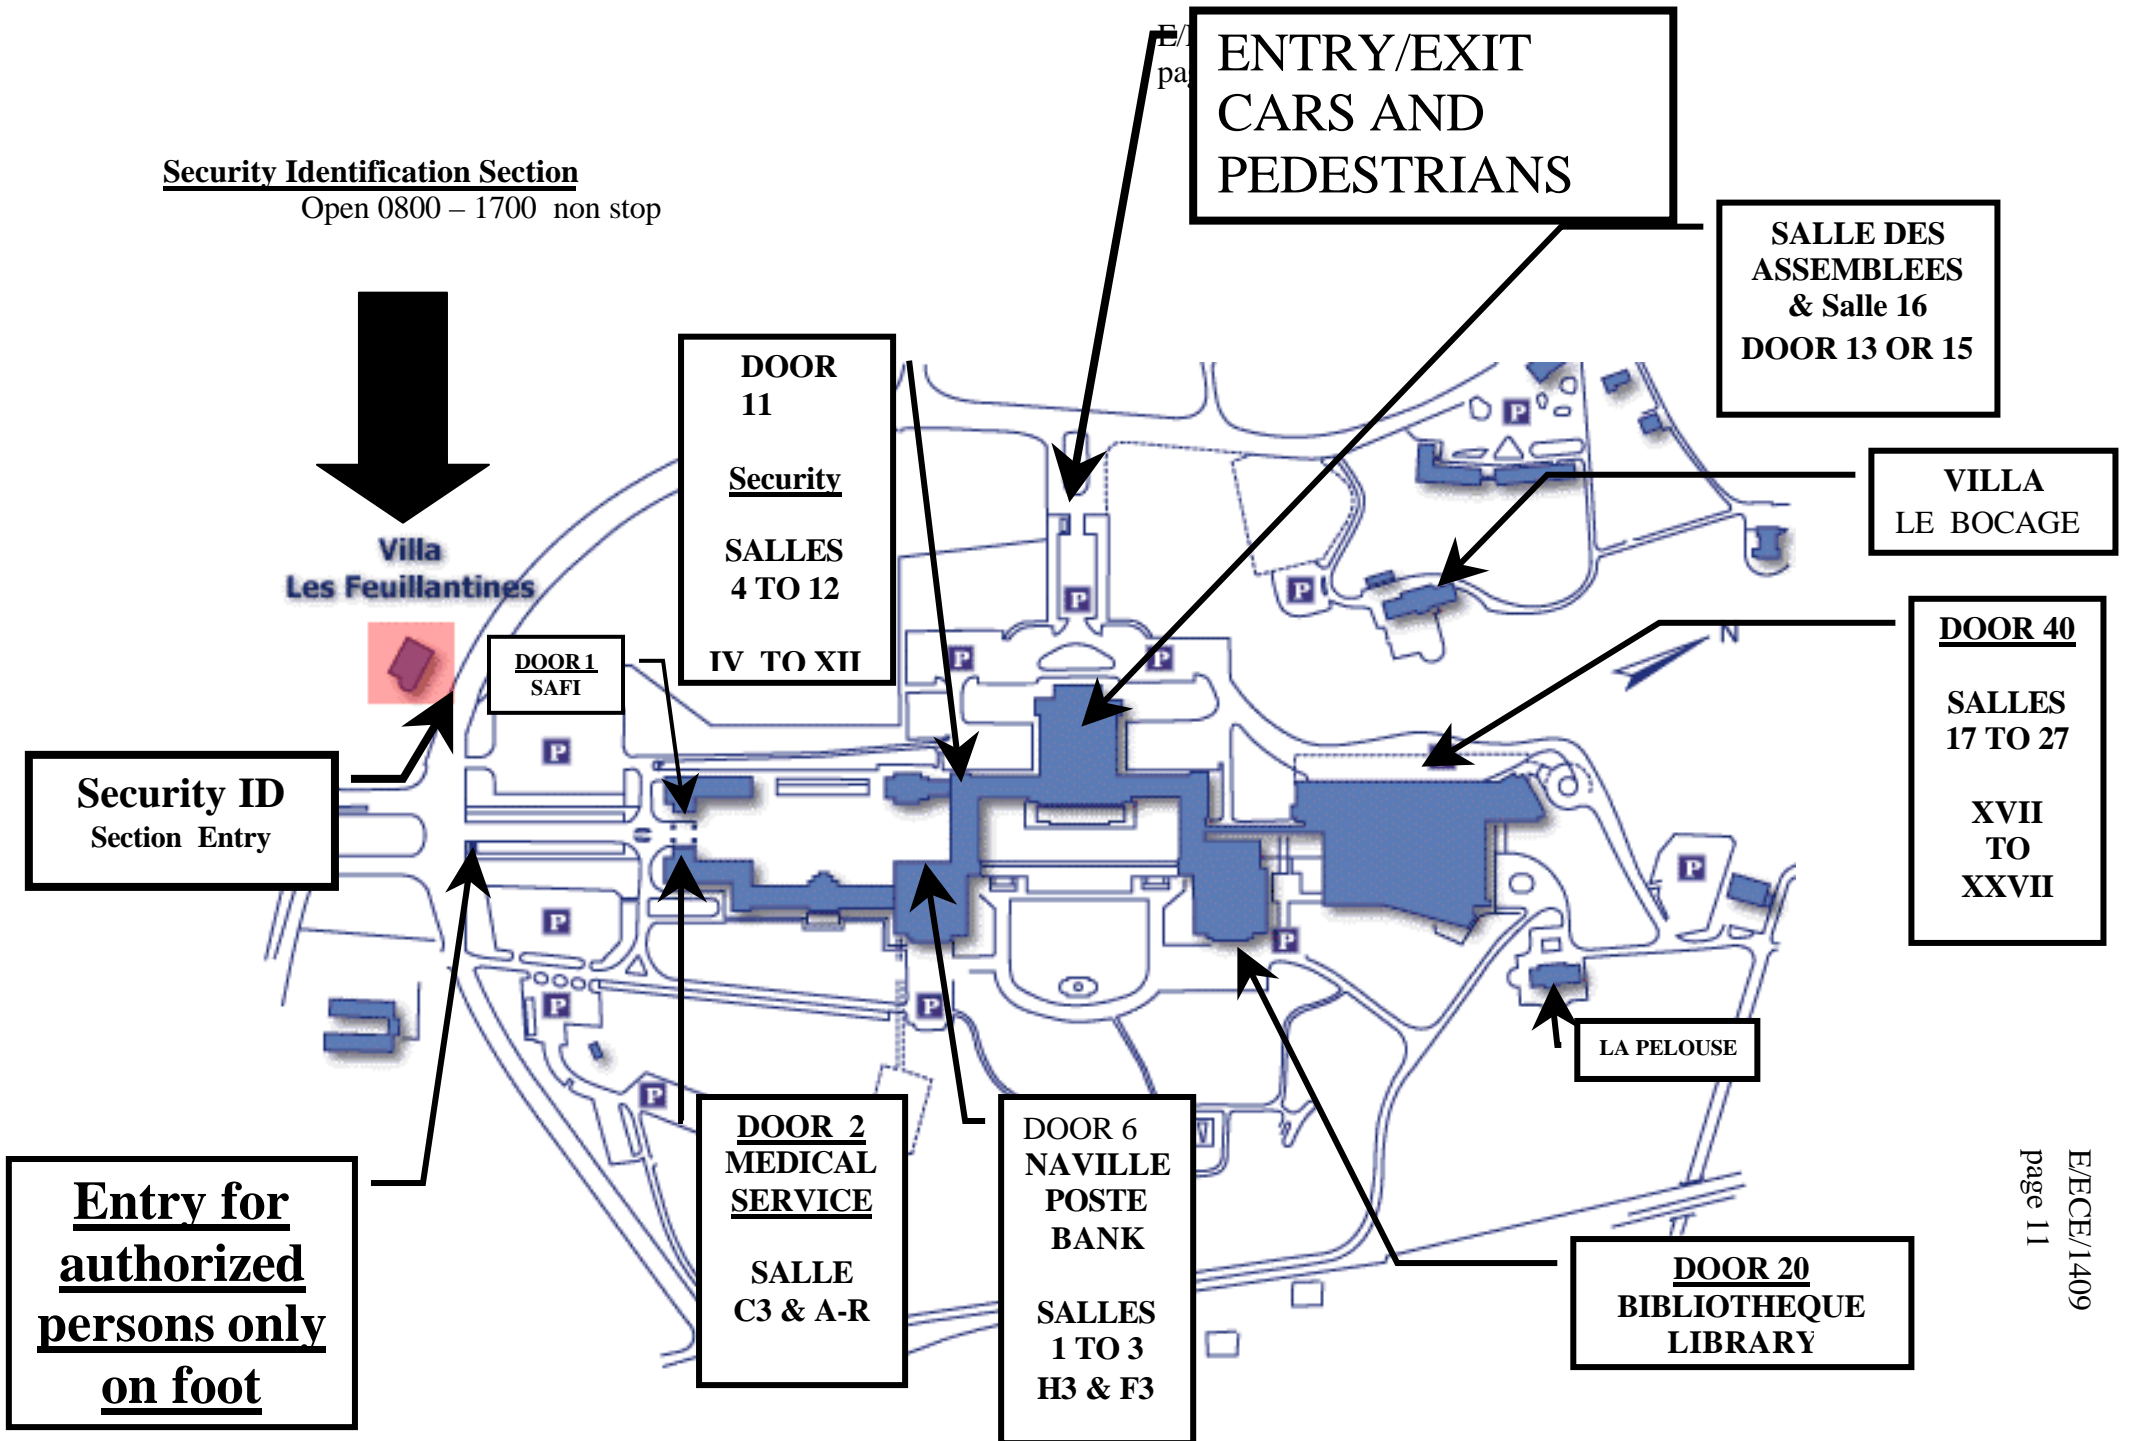 E/
pa
ENTRY/EXIT
CARS AND
PEDESTRIANS
Security Identification Section
Open 0800 – 1700 non stop
SALLE DES
ASSEMBLEES
& Salle 16
DOOR 13 OR 15
DOOR
11
Security
SALLES
4 TO 12
IV TO XII
VILLA
LE BOCAGE
Villa
Les Feuillantines
DOOR 1
SAFI
DOOR 40
SALLES
17 TO 27
XVII
TO
XXVII
N
P
P
P
P
P
P
P
P
P
P
P
P
Security ID
Section Entry
LA PELOUSE
Entry for
authorized
persons only
on foot
DOOR 2
MEDICAL
SERVICE
SALLE
C3 & A-R
DOOR 6
NAVILLE
POSTE
BANK
SALLES
1 TO 3
H3 & F3
DOOR 20
BIBLIOTHEQUE
LIBRARY
E/ECE/1409
page 11